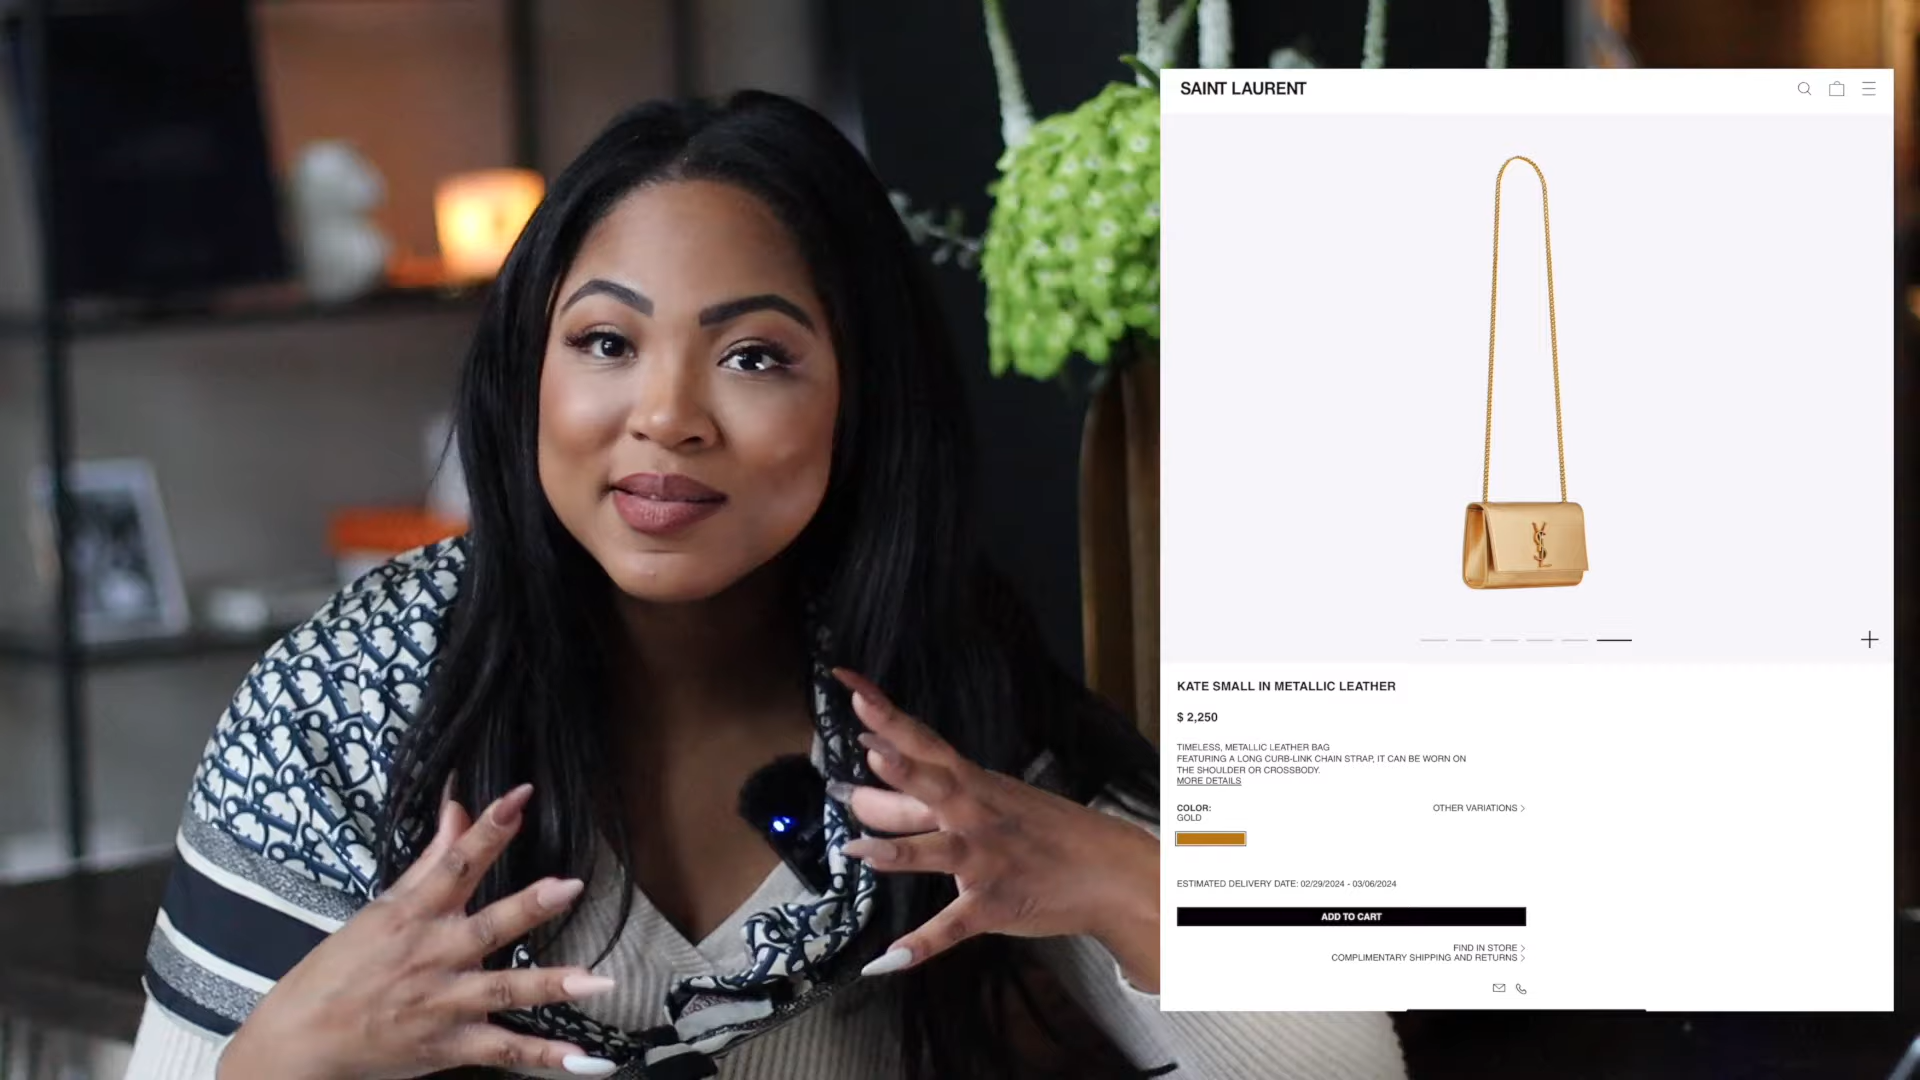 SAINT LAURENT
KATE SMALL IN METALLIC LEATHER
$ 2,250
TIMELESS, METALLIC LEATHER BAG
FEATURING A LONG CURB-LINK CHAIN STRAP, IT CAN BE WORN ON
THE SHOULDER OR CROSSBODY.
MORE DETAILS
COLOR:
OTHER VARIATIONS
GOLD
ESTIMATED DELIVERY DATE: 02/29/2024 - 03/06/2024
ADD TO CART
FIND IN STORE
COMPLIMENTARY SHIPPING AND RETURNS